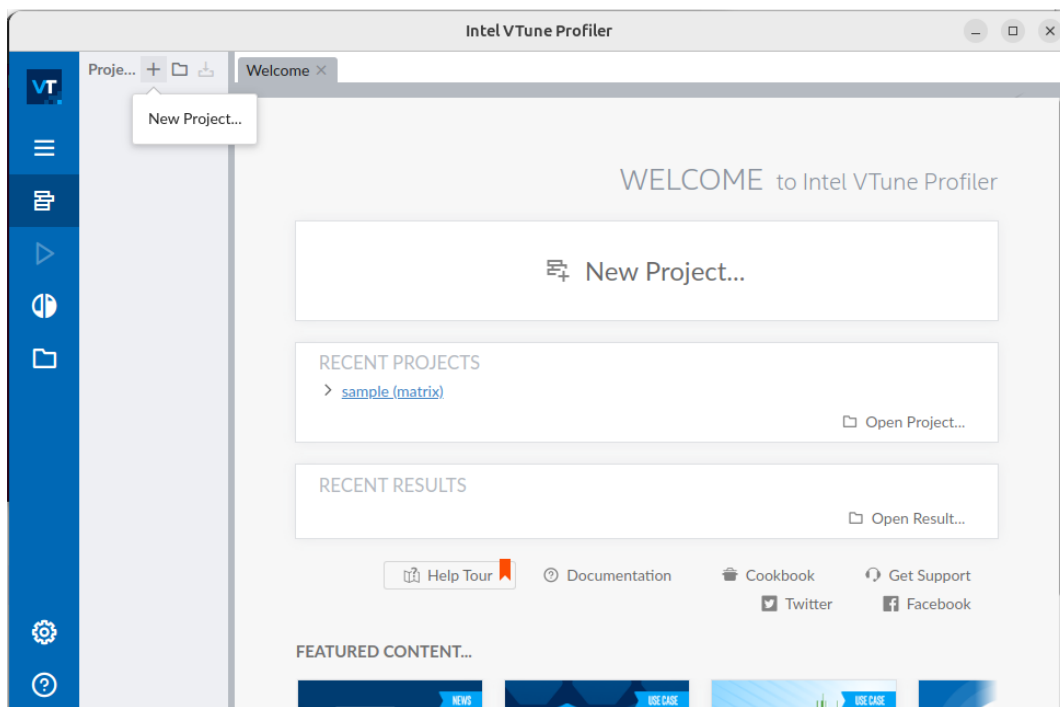 Intel VTune Profiler
Proje...
Welcome
VT
New Project...
WELCOME to Intel VTune Profiler
New Project...
RECENT PROJECTS
sample (matrix)
Open Project...
RECENT RESULTS
Open Result...
Help Tour
Documentation
Cookbook
Get Support
Twitter
Facebook
FEATURED CONTENT...
NEWS
USE CASE
USE CASE